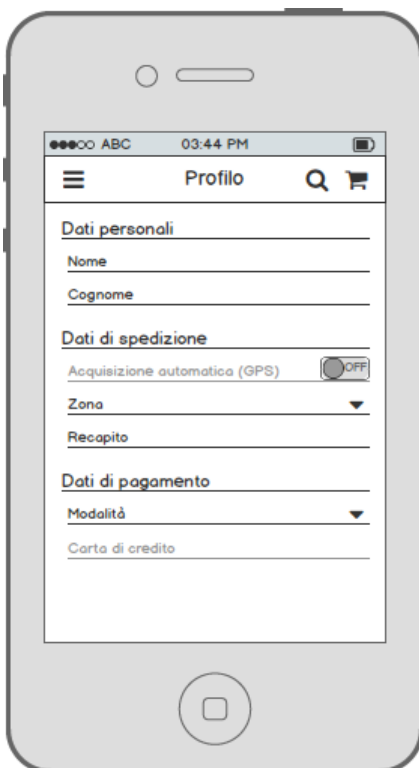 ABC 03:44 PM
Profilo
Dati personali
Nome
Cognome
Dati di spedizione
Acquisizione automatica (GPS) OFF
Zona
Recapito
Dati di pagamento
Modalità
Carta di credito